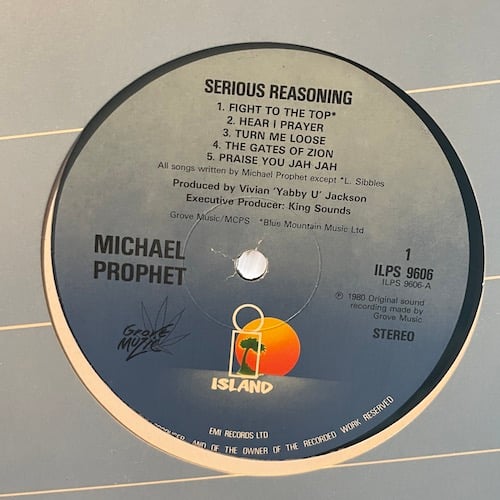 SERIOUS REASONING
1. FIGHT TO THE TOP*
2. HEAR I PRAYER
3. TURN ME LOOSE
4. THE GATES OF ZION
5. PRAISE YOU JAH JAH
All songs written by Michael Prophet except *L. Sibbles
Produced by Vivian 'Yabby U' Jackson
Executive Producer: King Sounds
Grove Music/MCPS *Blue Mountain Music Ltd
MICHAEL
PROPHET
1
ILPS 9606
ILPS 9606-A
℗ 1980 Original sound
recording made by
Grove Music
STEREO
GROVE
MUZIC
ISLAND
EMI RECORDS LTD
PRODUCER AND OF THE OWNER OF THE RECORDED WORK RESERVED